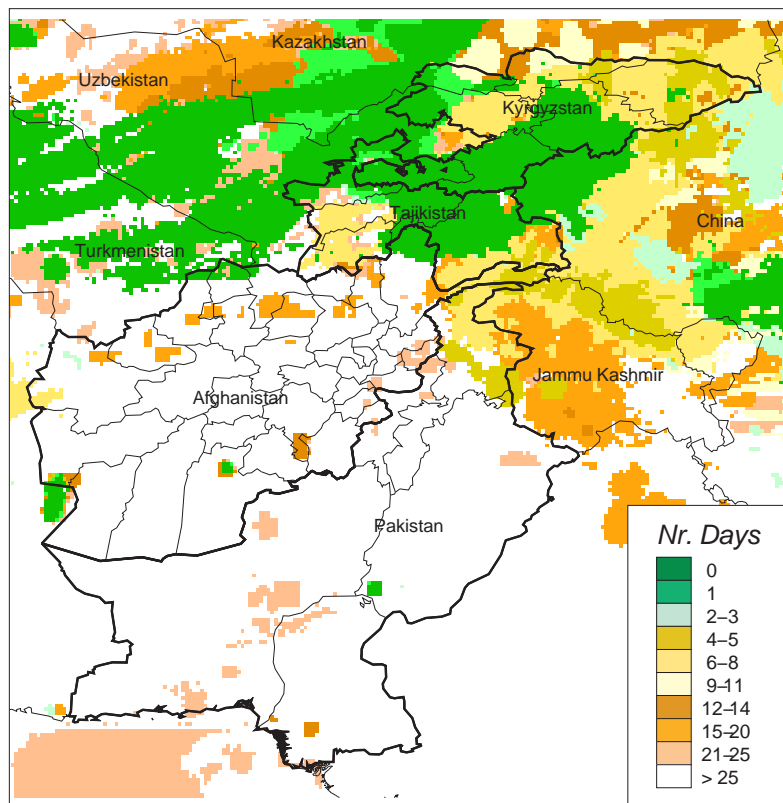 Kazakhstan
Uzbekistan
Kyrgyzstan
Tajikistan
China
Turkmenistan
Jammu Kashmir
Afghanistan
Pakistan
Nr. Days
0
1
2–3
4–5
6–8
9–11
12–14
15–20
21–25
> 25